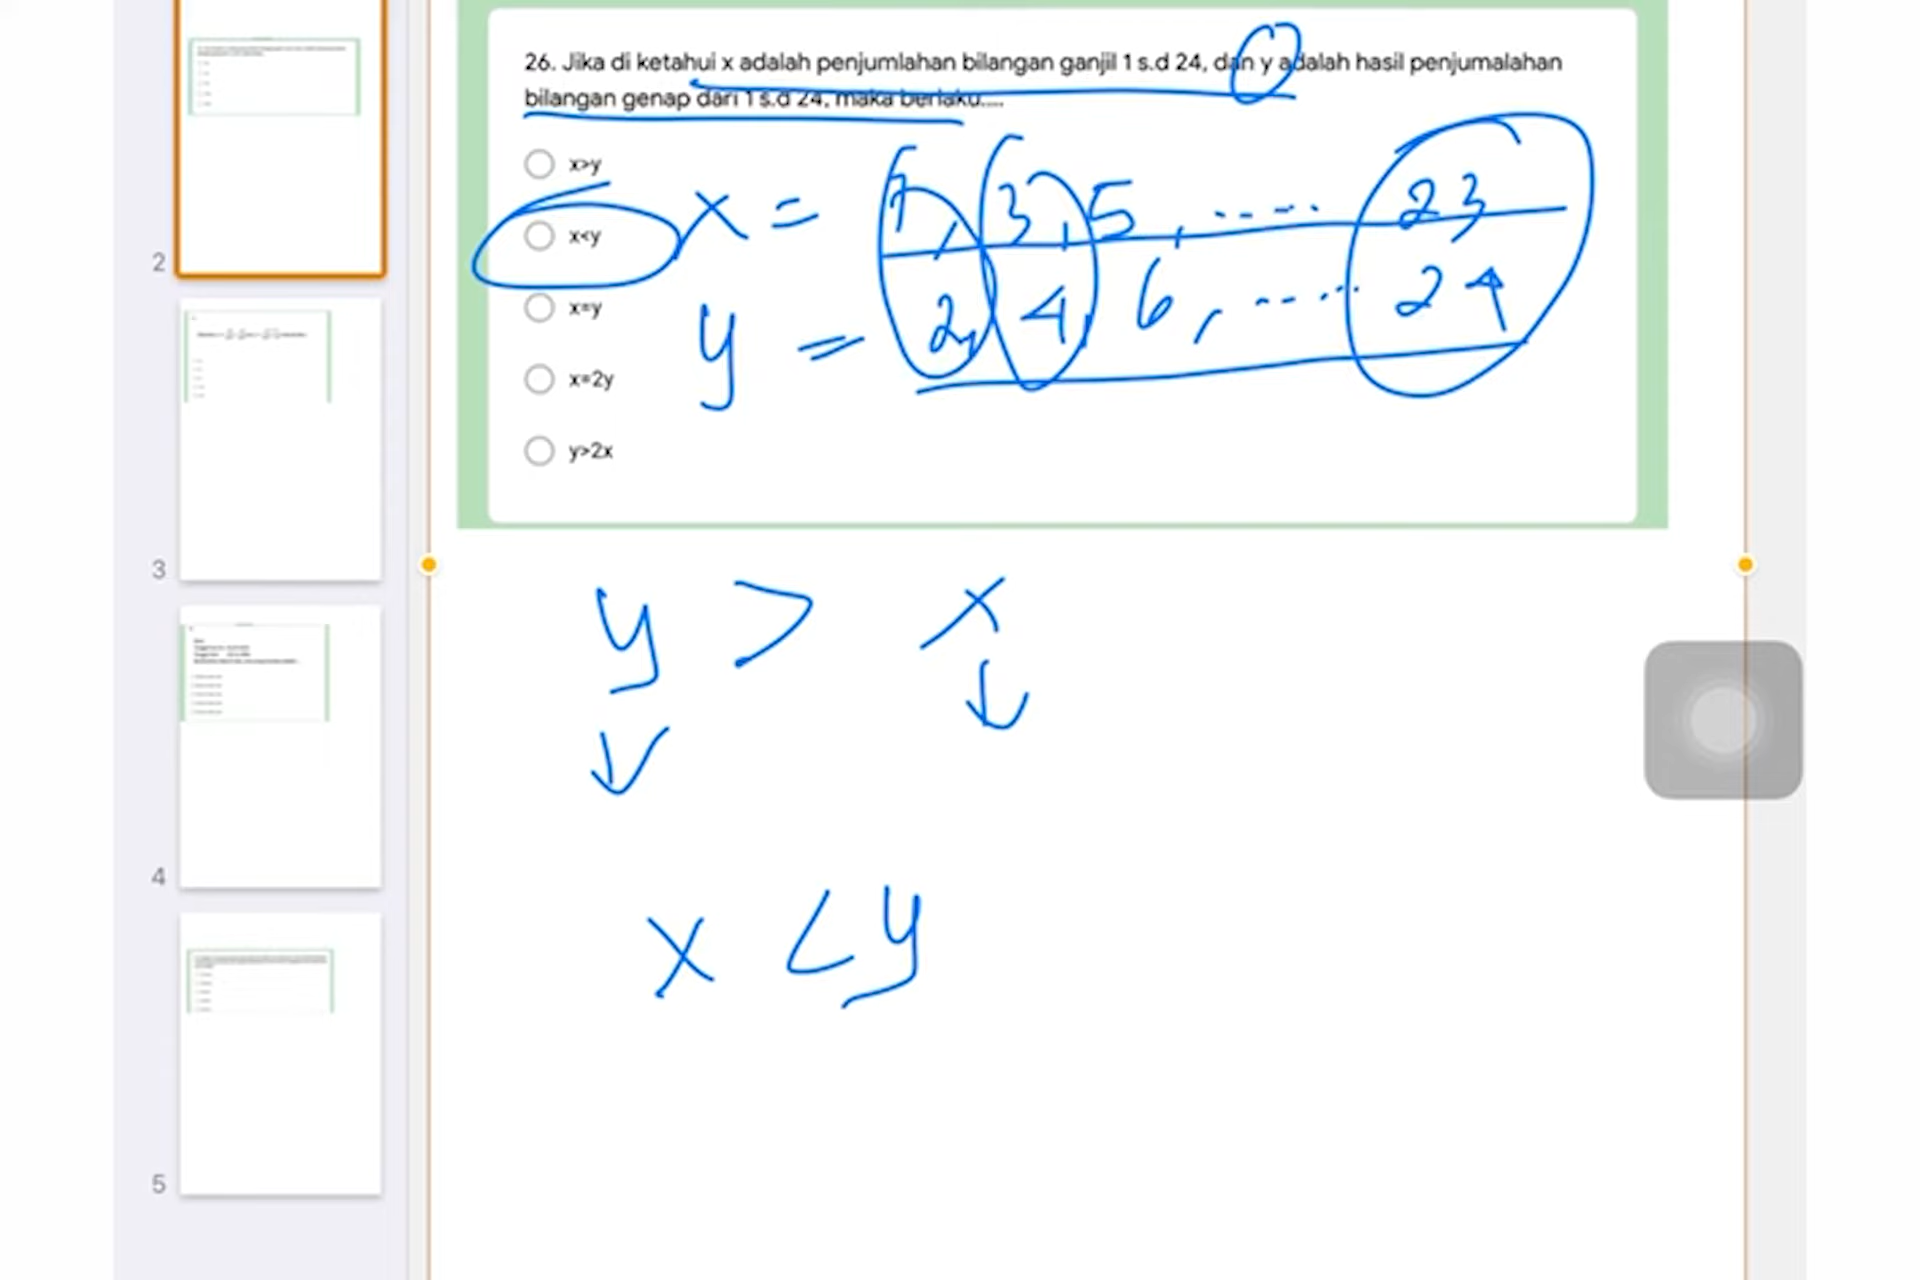 26. Jika di ketahui x adalah penjumlahan bilangan ganjil 1 s.d 24, dan y adalah hasil penjumalahan
bilangan genap dari 1 s.d 24, maka berlaku....
x>y
x<y
x=y
x=2y
y>2x
x = 1, 3, 5, ..... 23
y = 2, 4, 6, ..... 24
y > x
x < y
2
3
4
5